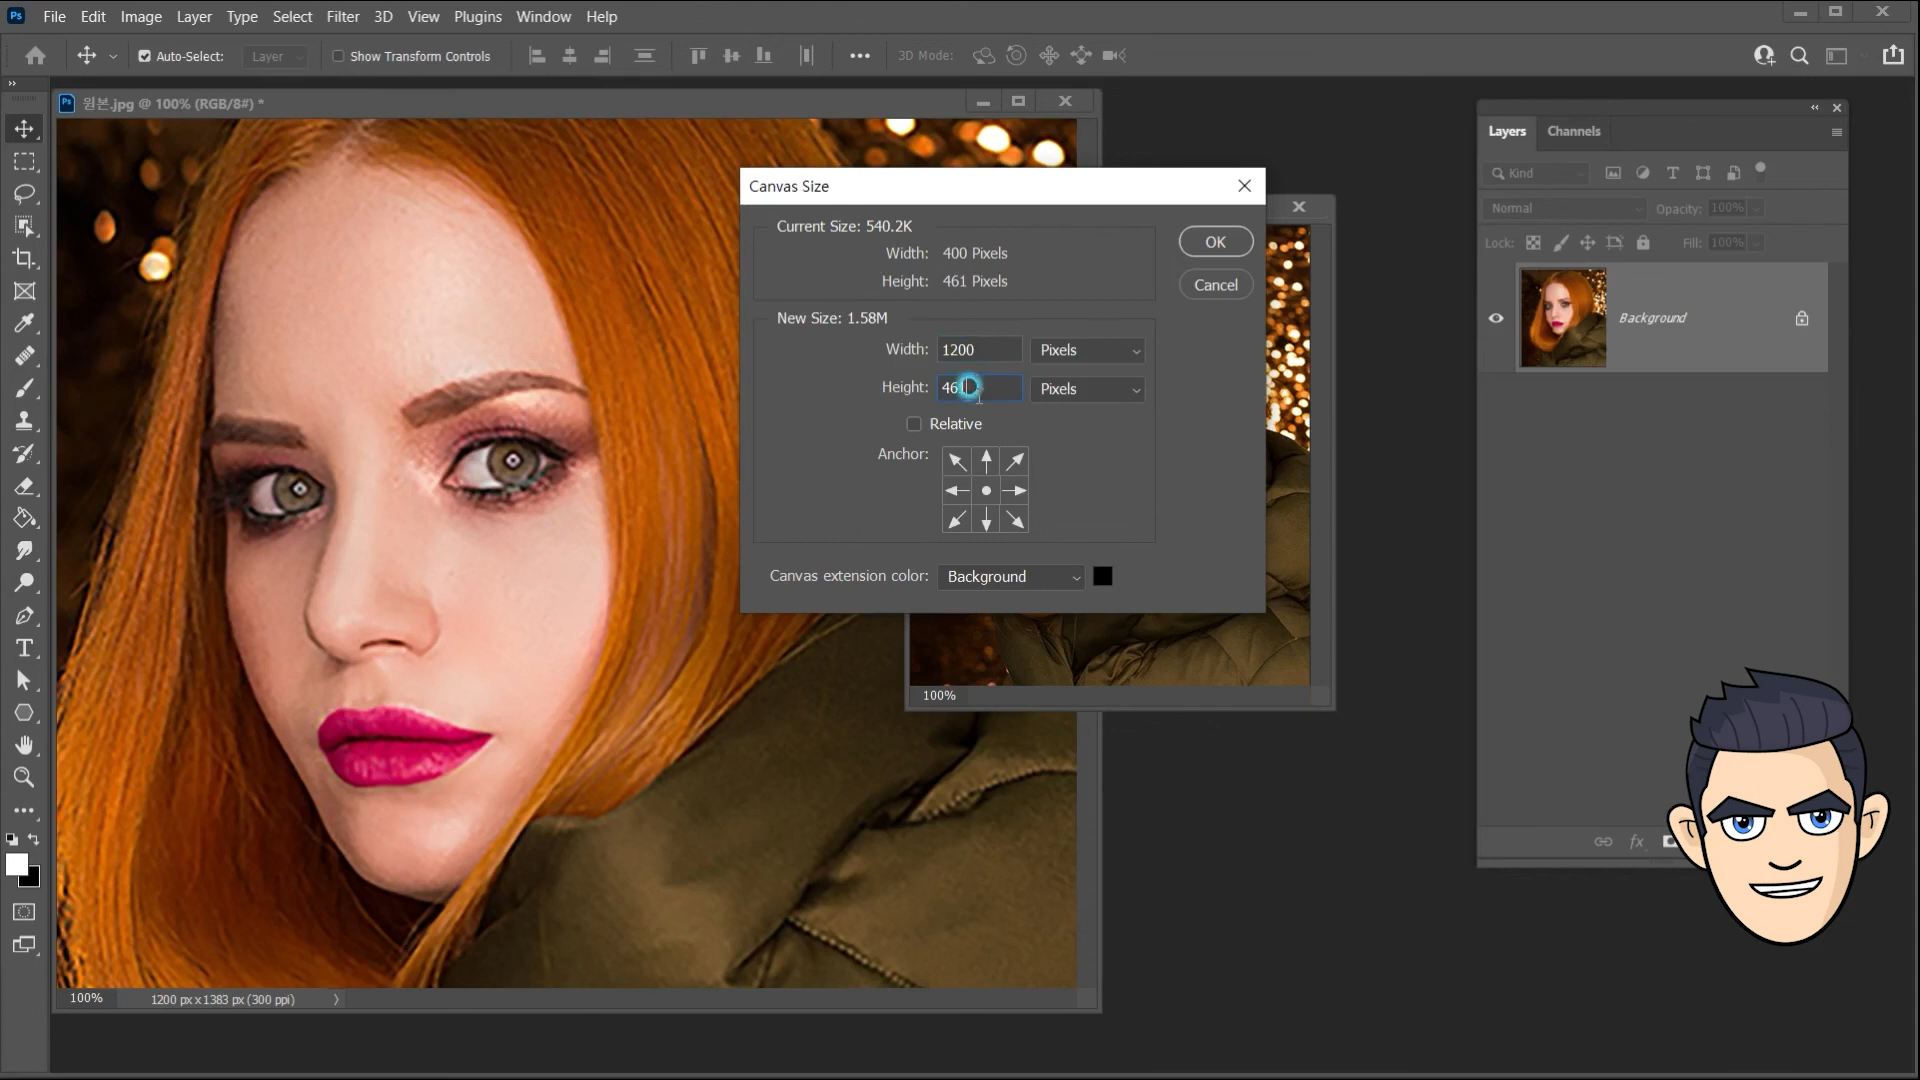 Ps File Edit Image Layer Type Select Filter 3D View Plugins Window Help
Auto-Select: Layer Show Transform Controls 3D Mode:
Ps 원본.jpg @ 100% (RGB/8#) *
Canvas Size
Current Size: 540.2K
Width: 400 Pixels
Height: 461 Pixels
OK
Cancel
New Size: 1.58M
Width: 1200 Pixels
Height: 461 Pixels
Relative
Anchor:
Canvas extension color: Background
100%
100% 1200 px x 1383 px (300 ppi)
Layers Channels
Kind
Normal Opacity: 100%
Lock: Fill: 100%
Background
fx